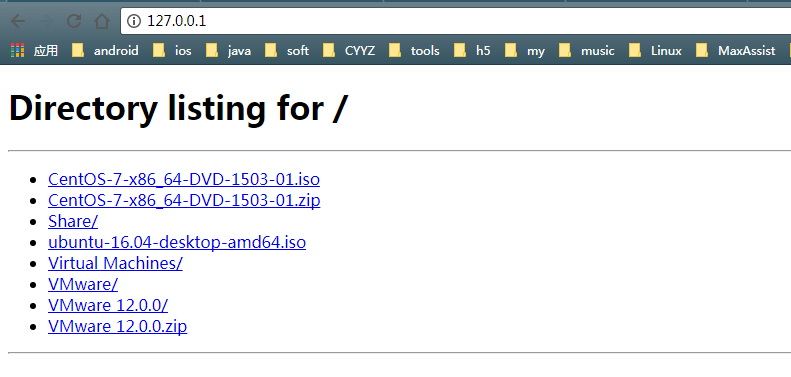 127.0.0.1
应用 android ios java soft CYYZ tools h5 my music Linux MaxAssist
Directory listing for /
CentOS-7-x86_64-DVD-1503-01.iso
CentOS-7-x86_64-DVD-1503-01.zip
Share/
ubuntu-16.04-desktop-amd64.iso
Virtual Machines/
VMware/
VMware 12.0.0/
VMware 12.0.0.zip